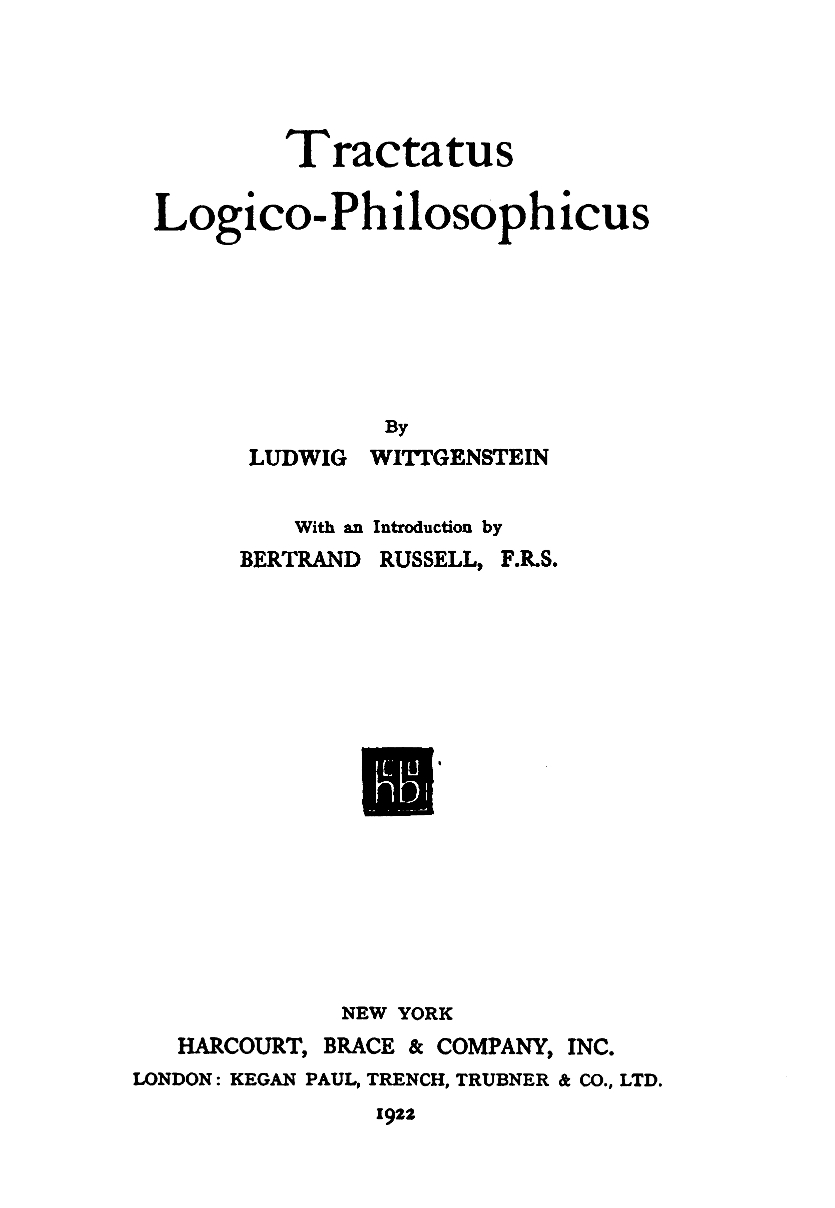 Tractatus
Logico-Philosophicus
By
LUDWIG WITTGENSTEIN
With an Introduction by
BERTRAND RUSSELL, F.R.S.
hb
NEW YORK
HARCOURT, BRACE & COMPANY, INC.
LONDON: KEGAN PAUL, TRENCH, TRUBNER & CO., LTD.
1922